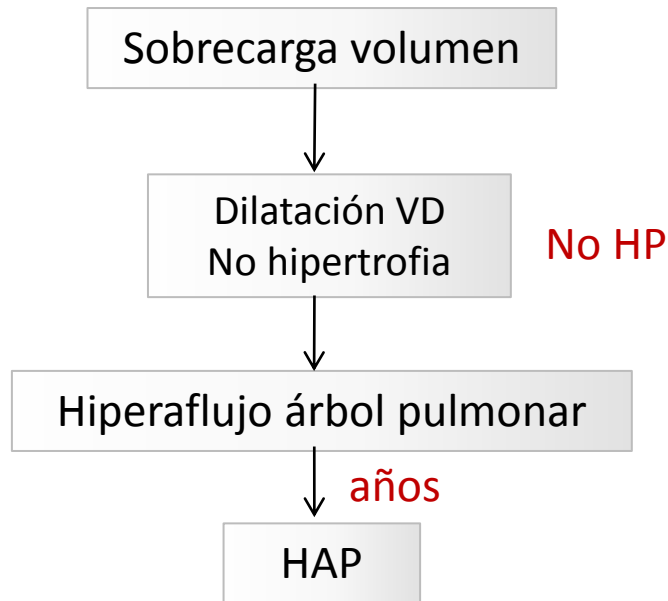 Sobrecarga volumen
Dilatación VD
No hipertrofia
No HP
Hiperaflujo árbol pulmonar
años
HAP